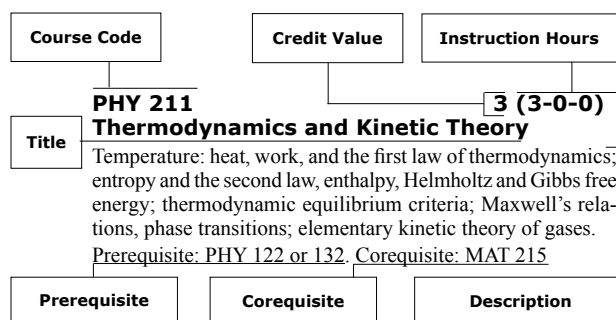 Course Code
Credit Value
Instruction Hours
PHY 211
3 (3-0-0)
Title
Thermodynamics and Kinetic Theory
Temperature: heat, work, and the first law of thermodynamics;
entropy and the second law, enthalpy, Helmholtz and Gibbs free
energy; thermodynamic equilibrium criteria; Maxwell's rela-
tions, phase transitions; elementary kinetic theory of gases.
Prerequisite: PHY 122 or 132. Corequisite: MAT 215
Prerequisite
Corequisite
Description